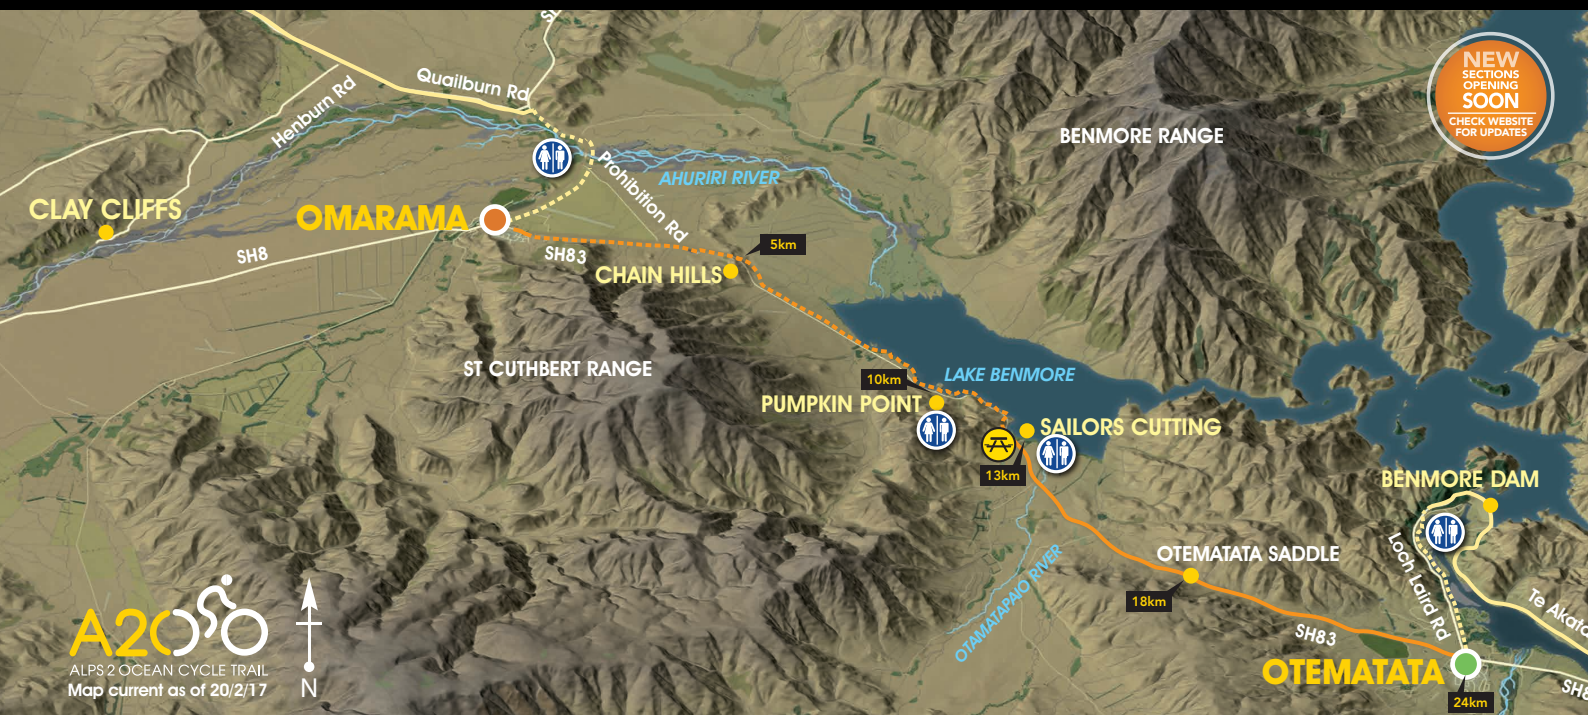 Quailburn Rd
Henburn Rd
NEW
SECTIONS
OPENING
SOON
CHECK WEBSITE
FOR UPDATES
BENMORE RANGE
Prohibition Rd
AHURIRI RIVER
CLAY CLIFFS
OMARAMA
SH8
SH83
5km
CHAIN HILLS
ST CUTHBERT RANGE
10km
LAKE BENMORE
PUMPKIN POINT
SAILORS CUTTING
13km
BENMORE DAM
Loch Laird Rd
OTEMATATA SADDLE
OTAMATAPAIO RIVER
18km
SH83
OTEMATATA
24km
A2O
ALPS 2 OCEAN CYCLE TRAIL
Map current as of 20/2/17
N